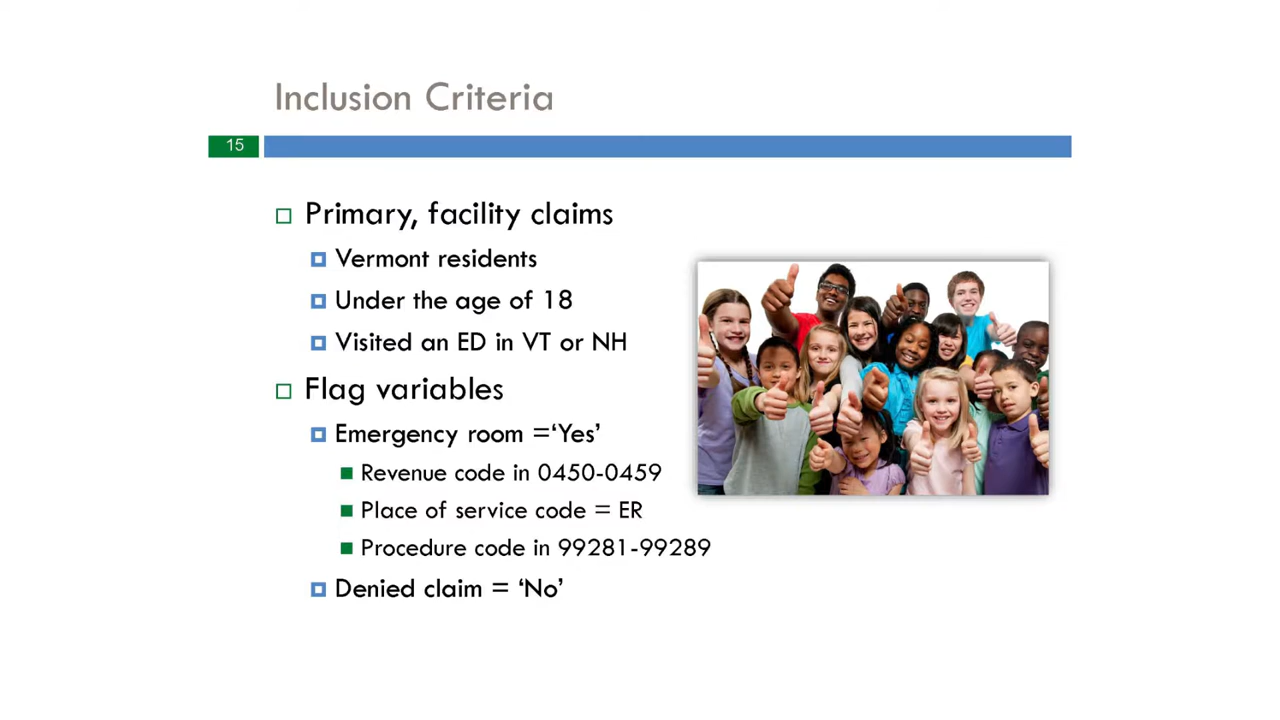 Inclusion Criteria
15
Primary, facility claims
Vermont residents
Under the age of 18
Visited an ED in VT or NH
Flag variables
Emergency room =‘Yes’
Revenue code in 0450-0459
Place of service code = ER
Procedure code in 99281-99289
Denied claim = ‘No’